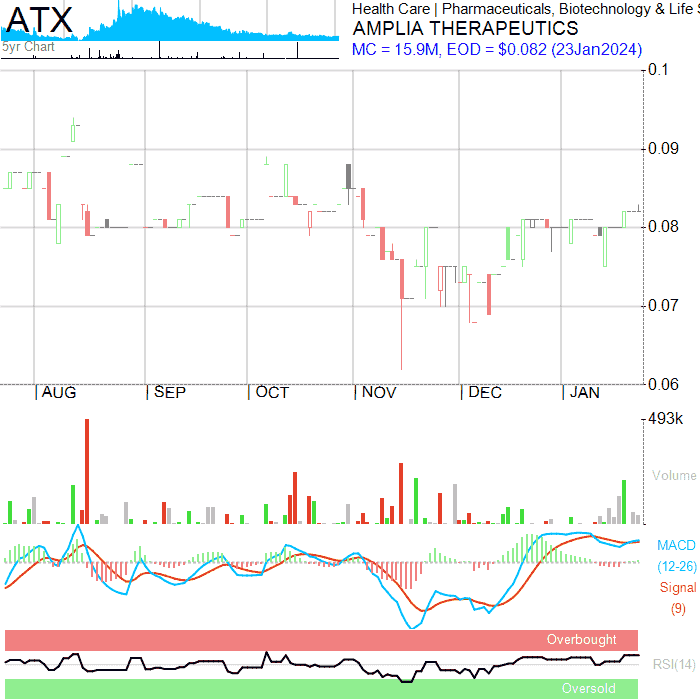 ATX
5yr Chart
Health Care | Pharmaceuticals, Biotechnology & Life S
AMPLIA THERAPEUTICS
MC = 15.9M, EOD = $0.082 (23Jan2024)
0.1
0.09
0.08
0.07
0.06
| AUG | SEP | OCT | NOV | DEC | JAN
493k
Volume
MACD
(12-26)
Signal
(9)
Overbought
RSI(14)
Oversold